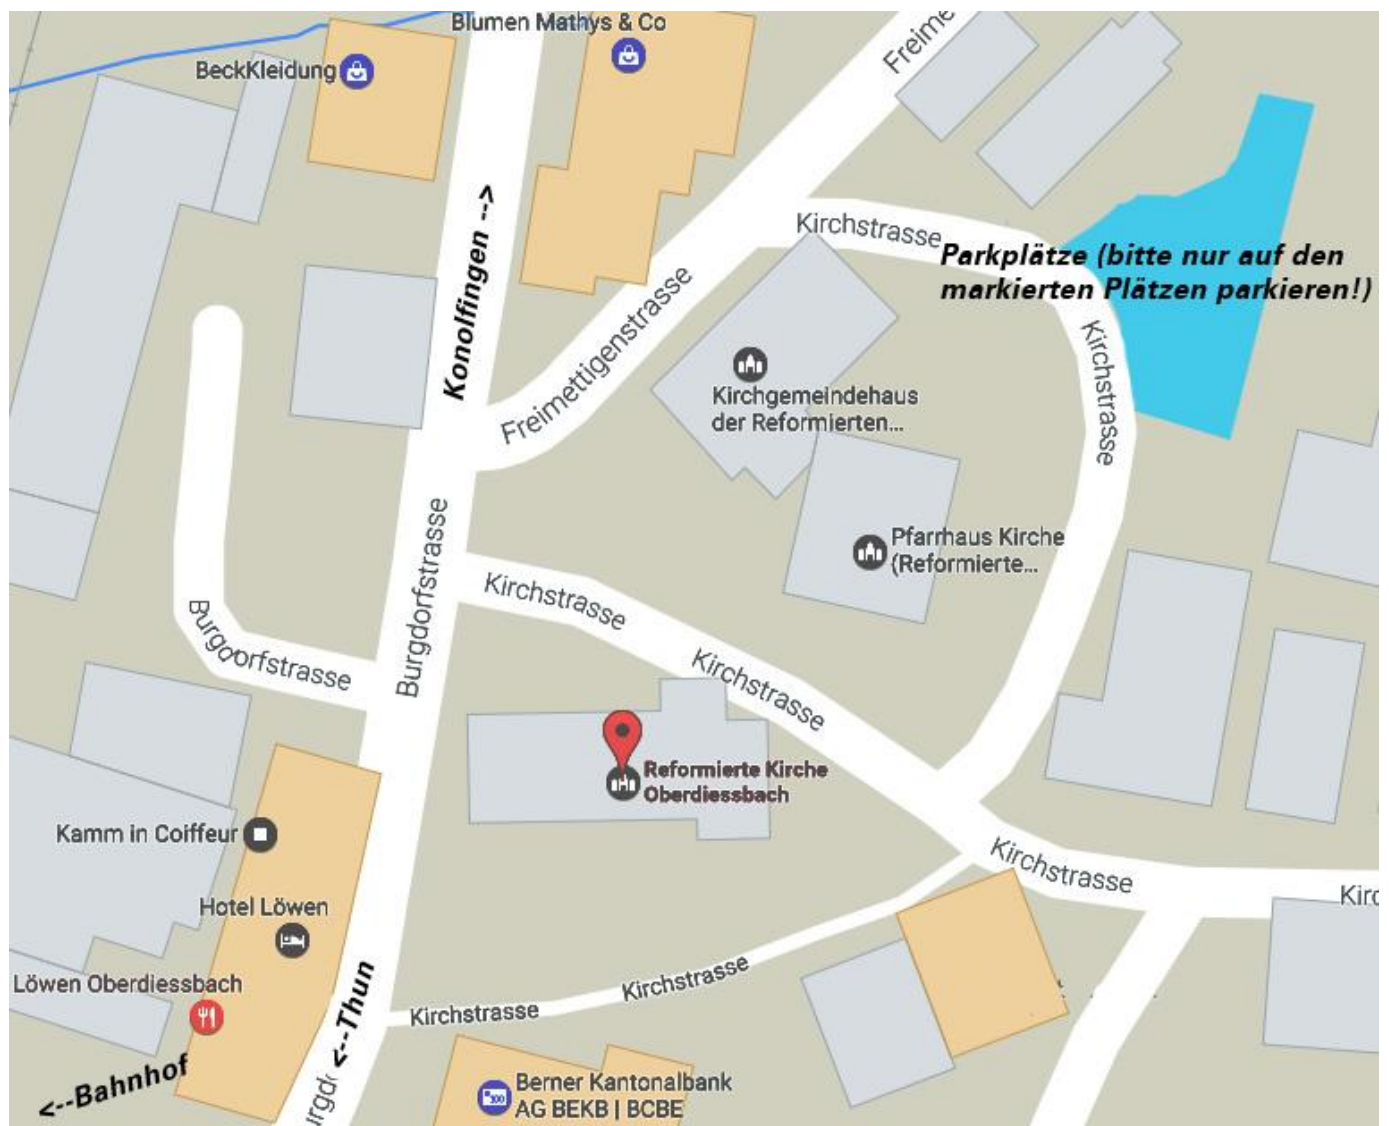 Blumen Mathys & Co
BeckKleidung
Freime
Konolfingen -->
Kirchstrasse
Parkplätze (bitte nur auf den
markierten Plätzen parkieren!)
Freimettigenstrasse
Kirchstrasse
Kirchgemeindehaus
der Reformierten...
Pfarrhaus Kirche
(Reformierte...
Burgdorfstrasse
Kirchstrasse
Burgdorfstrasse
Kirchstrasse
Reformierte Kirche
Oberdiessbach
Kamm in Coiffeur
Kirchstrasse
Kirc
Hotel Löwen
Löwen Oberdiessbach
<--Thun
Kirchstrasse
Kirchstrasse
<--Bahnhof
Berner Kantonalbank
AG BEKB | BCBE